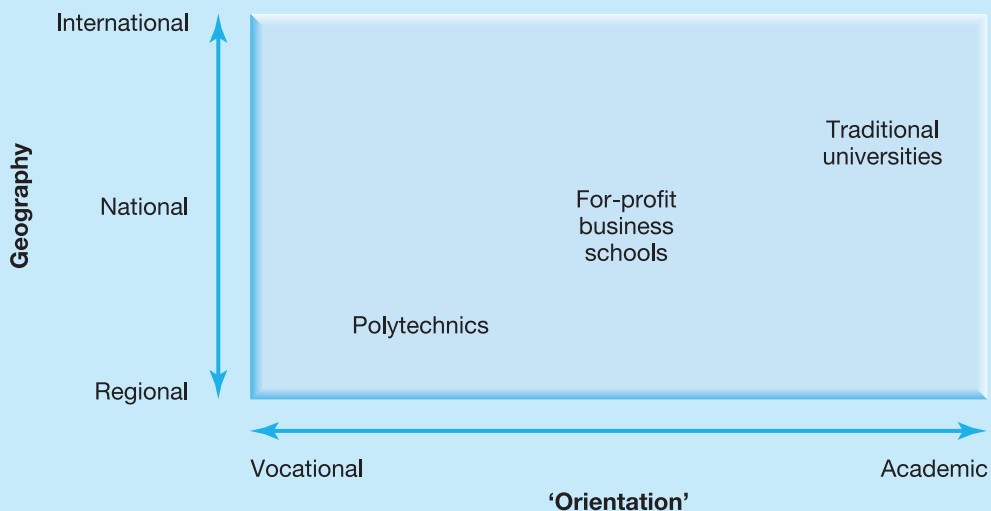 International
Traditional
universities
Geography
National
For-profit
business
schools
Polytechnics
Regional
Vocational
Academic
'Orientation'